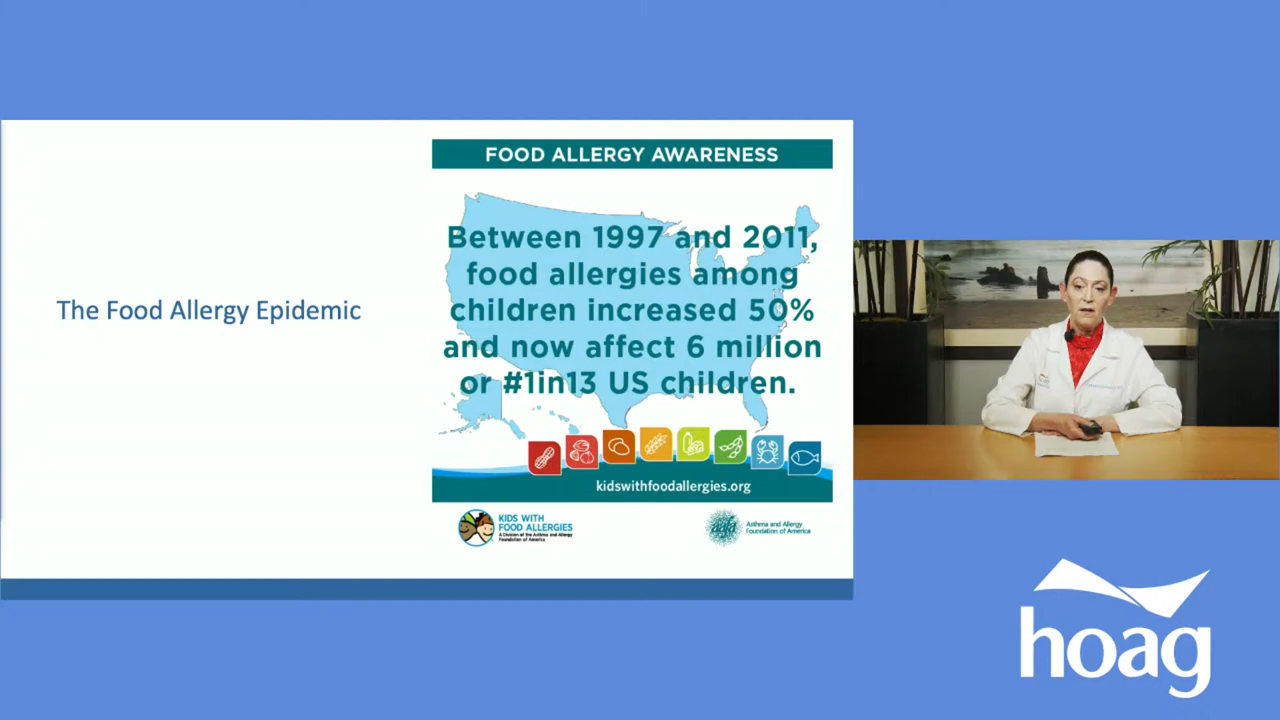 The Food Allergy Epidemic
FOOD ALLERGY AWARENESS
Between 1997 and 2011,
food allergies among
children increased 50%
and now affect 6 million
or #1in13 US children.
kidswithfoodallergies.org
KIDS WITH
FOOD ALLERGIES
A Division of the Asthma and Allergy
Foundation of America
aafa
Asthma and Allergy
Foundation of America
hoag